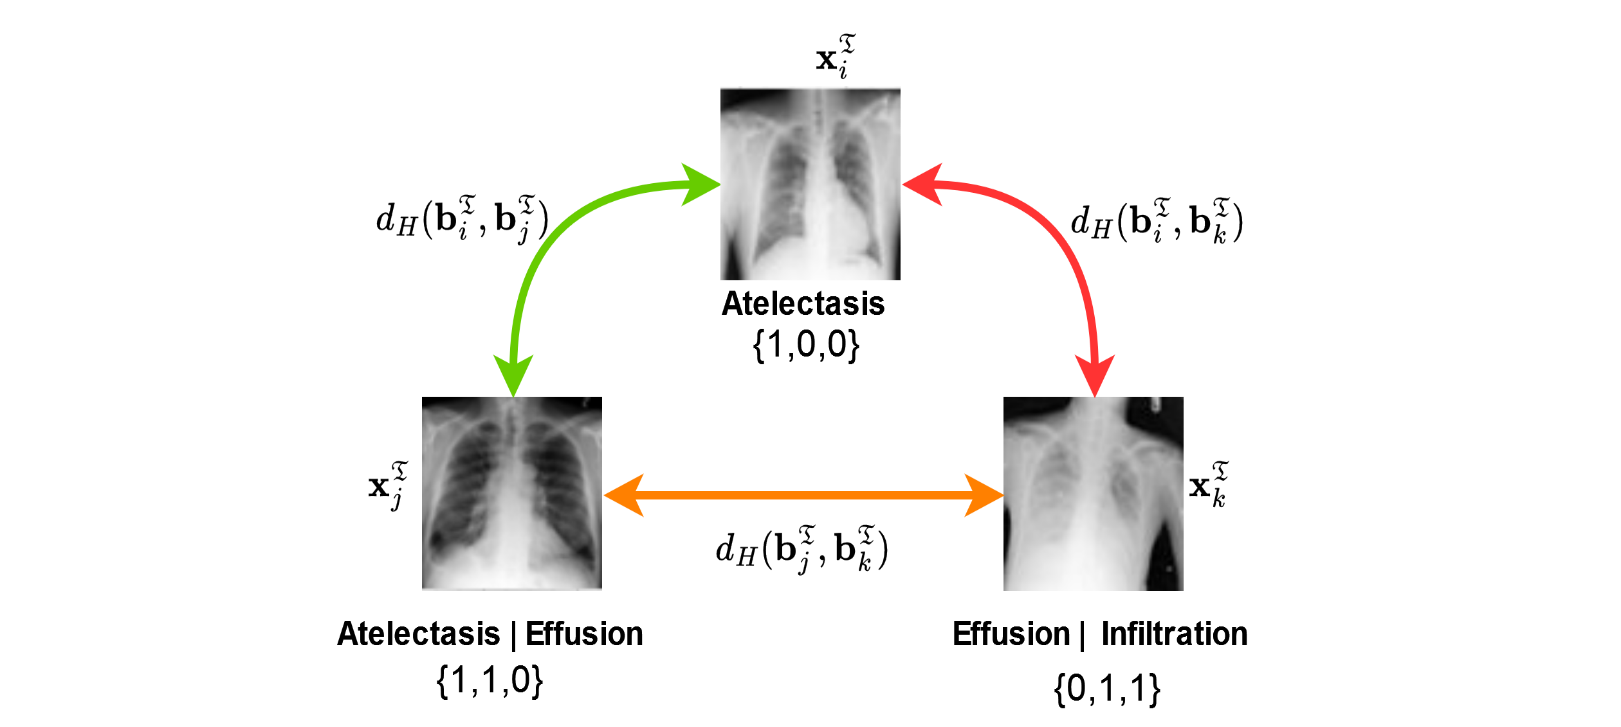 𝐱_i^𝔗
d_H(𝐛_i^𝔗, 𝐛_j^𝔗)
d_H(𝐛_i^𝔗, 𝐛_k^𝔗)
Atelectasis
{1,0,0}
𝐱_j^𝔗
𝐱_k^𝔗
d_H(𝐛_j^𝔗, 𝐛_k^𝔗)
Atelectasis | Effusion
{1,1,0}
Effusion | Infiltration
{0,1,1}